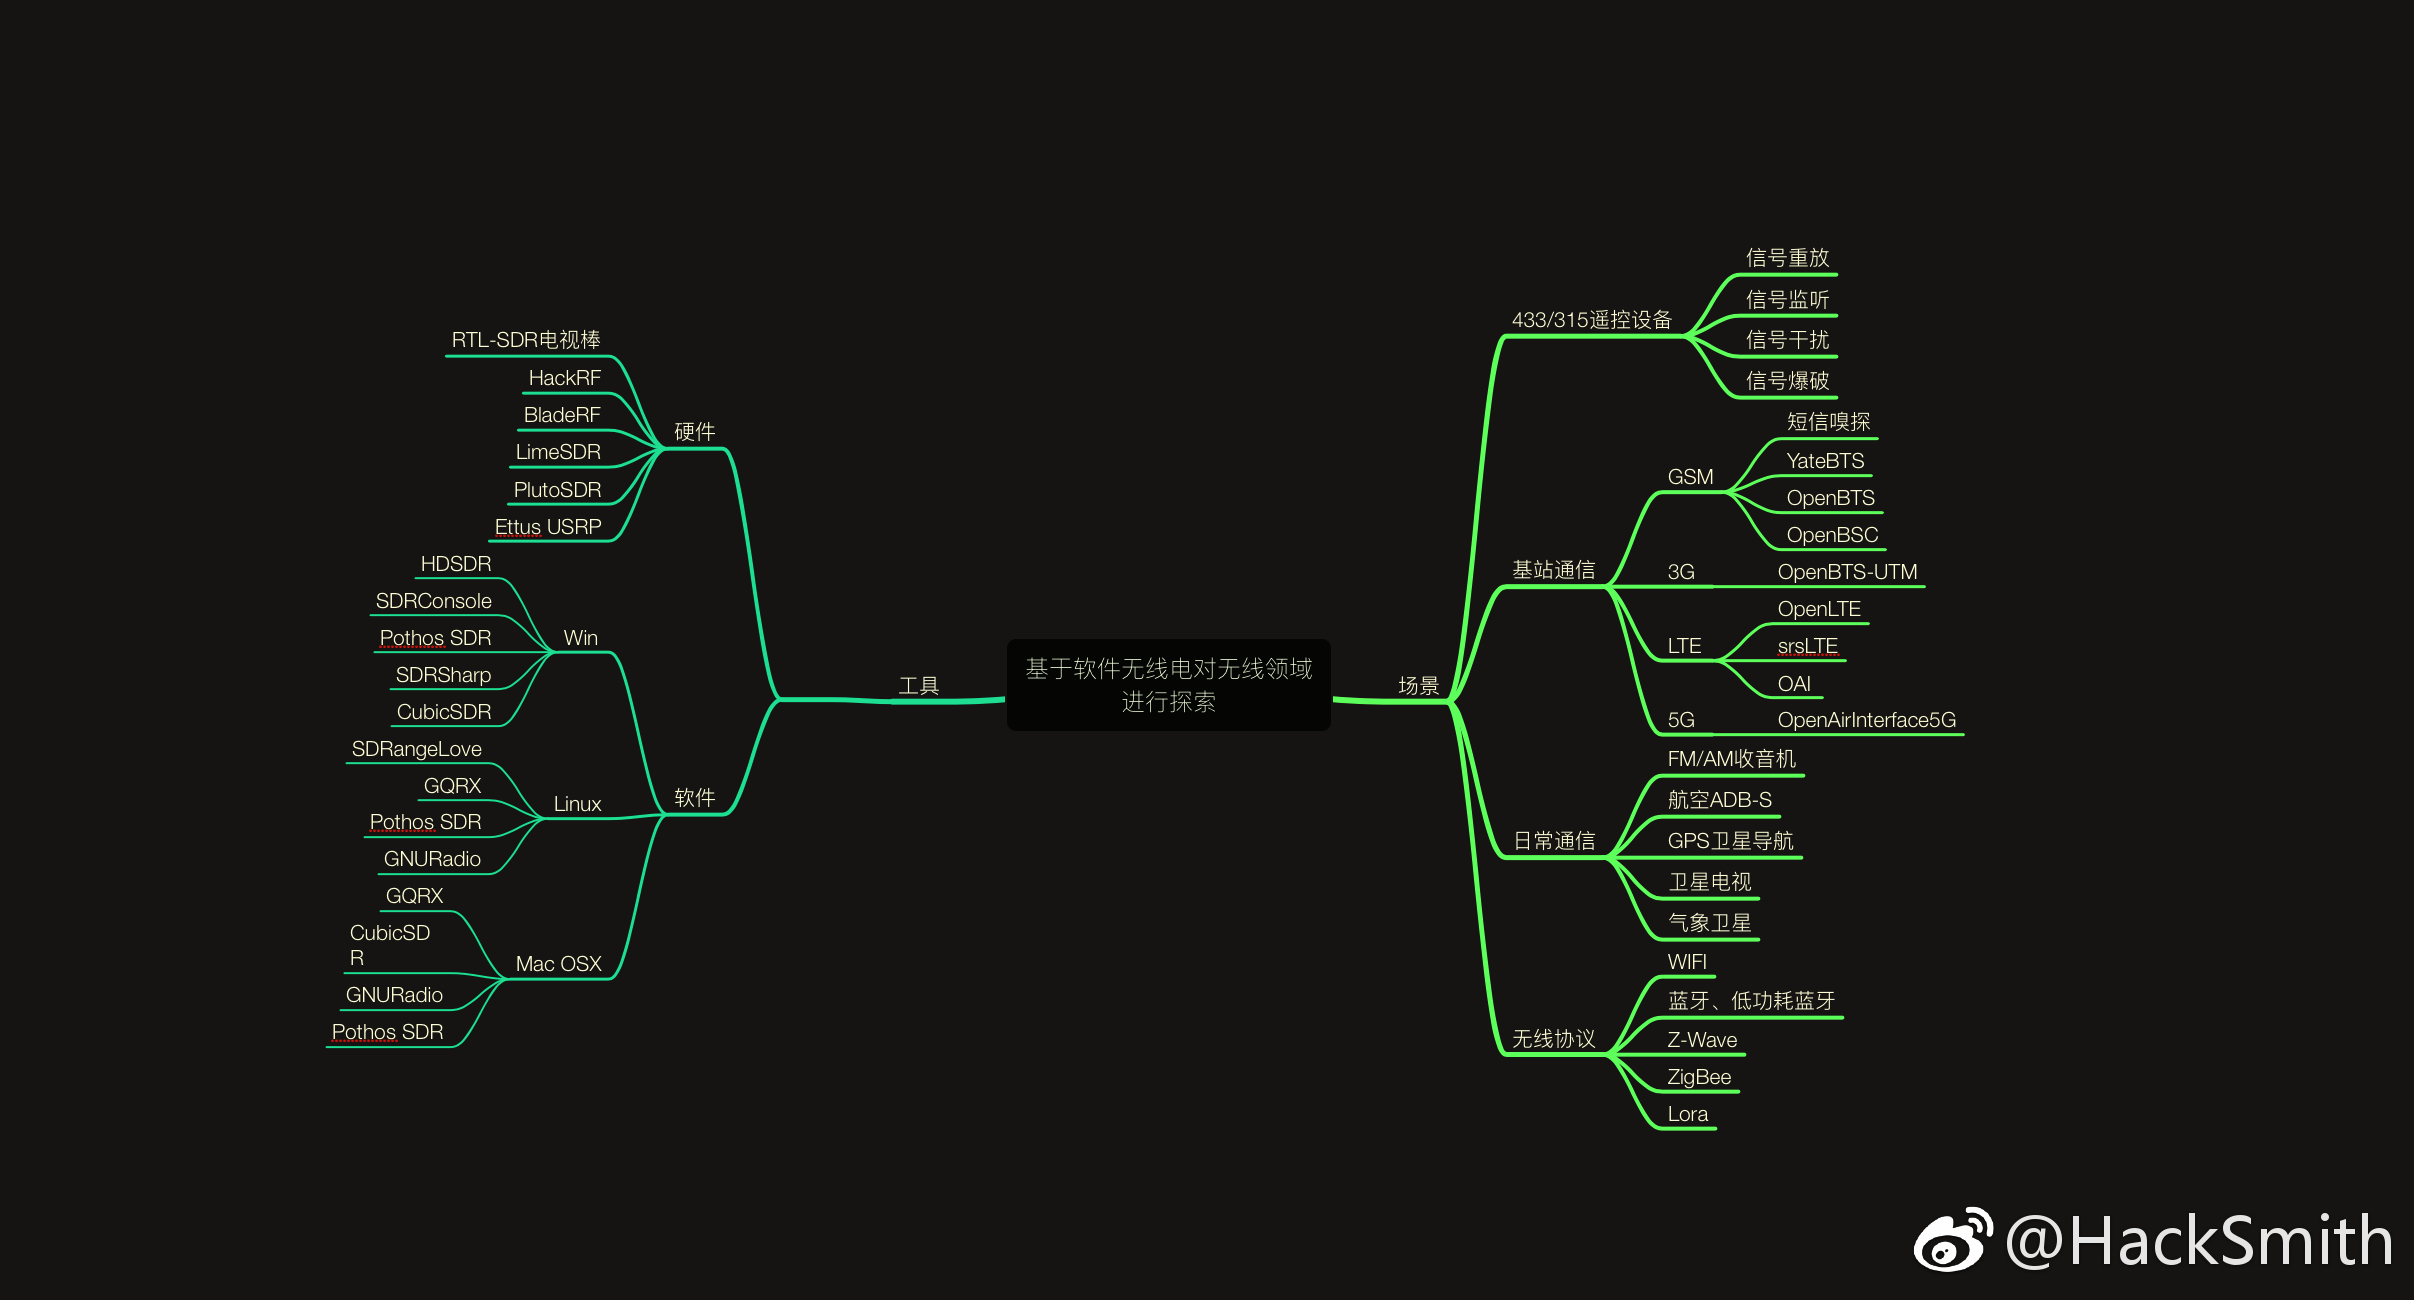 基于软件无线电对无线领域
进行探索
工具
硬件
RTL-SDR电视棒
HackRF
BladeRF
LimeSDR
PlutoSDR
Ettus USRP
软件
Win
HDSDR
SDRConsole
Pothos SDR
SDRSharp
CubicSDR
Linux
SDRangeLove
GQRX
Pothos SDR
GNURadio
Mac OSX
GQRX
CubicSD
R
GNURadio
Pothos SDR
场景
433/315遥控设备
信号重放
信号监听
信号干扰
信号爆破
基站通信
GSM
短信嗅探
YateBTS
OpenBTS
OpenBSC
3G
OpenBTS-UTM
LTE
OpenLTE
srsLTE
OAI
5G
OpenAirInterface5G
日常通信
FM/AM收音机
航空ADB-S
GPS卫星导航
卫星电视
气象卫星
无线协议
WIFI
蓝牙、低功耗蓝牙
Z-Wave
ZigBee
Lora
@HackSmith